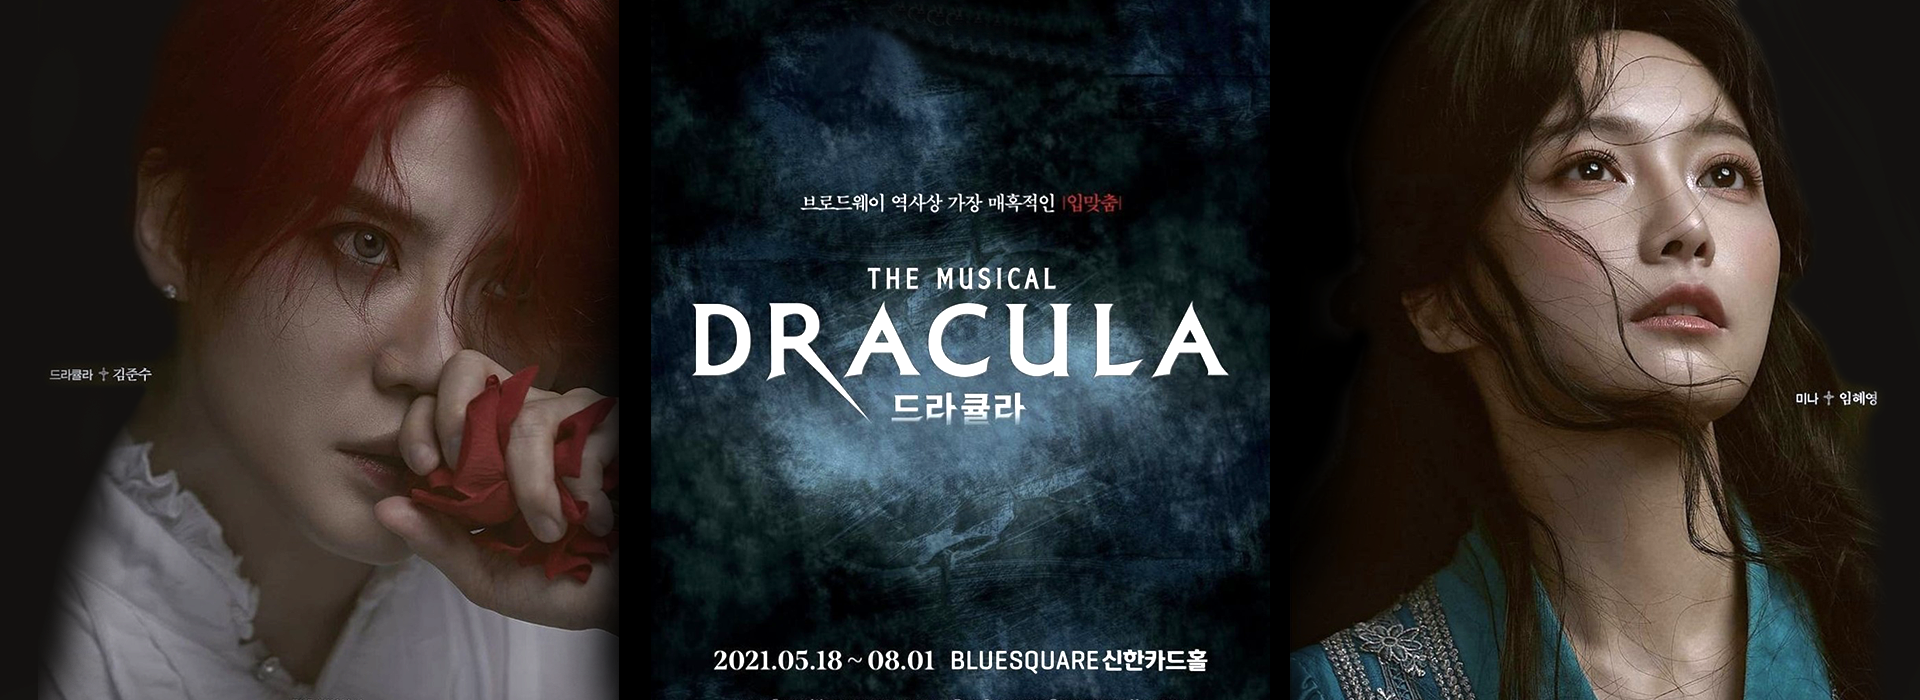 드라큘라 김준수
브로드웨이 역사상 가장 매혹적인 |입맞춤|
THE MUSICAL
DRACULA
드라큘라
2021.05.18 ~ 08.01 BLUESQUARE 신한카드홀
미나 임혜영